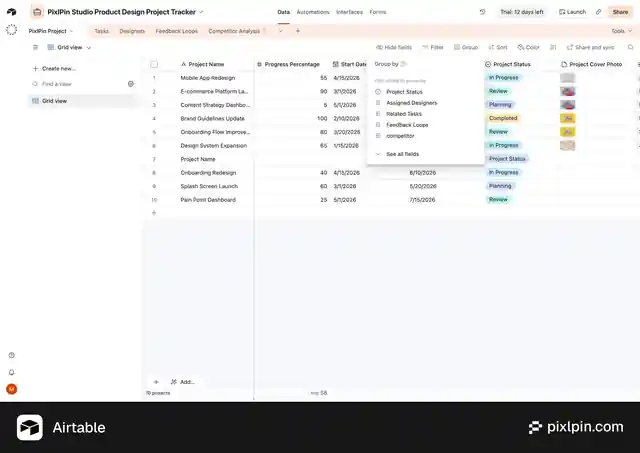 PixlPin Studio Product Design Project Tracker
Data Automations Interfaces Forms
Trial: 12 days left Launch Share
PixlPin Project Tasks Designers Feedback Loops Competitor Analysis
Tools
Grid view
Hide fields Filter Group Sort Color Share and sync
Create new...
Find a view
Grid view
Project Name Progress Percentage Start Date Project Status Project Cover Photo
1 Mobile App Redesign 55 4/15/2026 In Progress
2 E-commerce Platform La... 90 3/1/2026 Review
3 Content Strategy Dashbo... 5 5/1/2026 Planning
4 Brand Guidelines Update 100 2/10/2026 Completed
5 Onboarding Flow Improve... 80 3/20/2026 Review
6 Design System Expansion 65 1/15/2026 In Progress
7 Project Name Project Status
8 Onboarding Redesign 40 4/15/2026 6/10/2026 In Progress
9 Splash Screen Launch 60 3/1/2026 5/20/2026 Planning
10 Pain Point Dashboard 25 5/1/2026 7/15/2026 Review
Group by
Project Status
Assigned Designers
Related Tasks
Feedback Loops
competitor
See all fields
Add...
M
Airtable
pixlpin.com